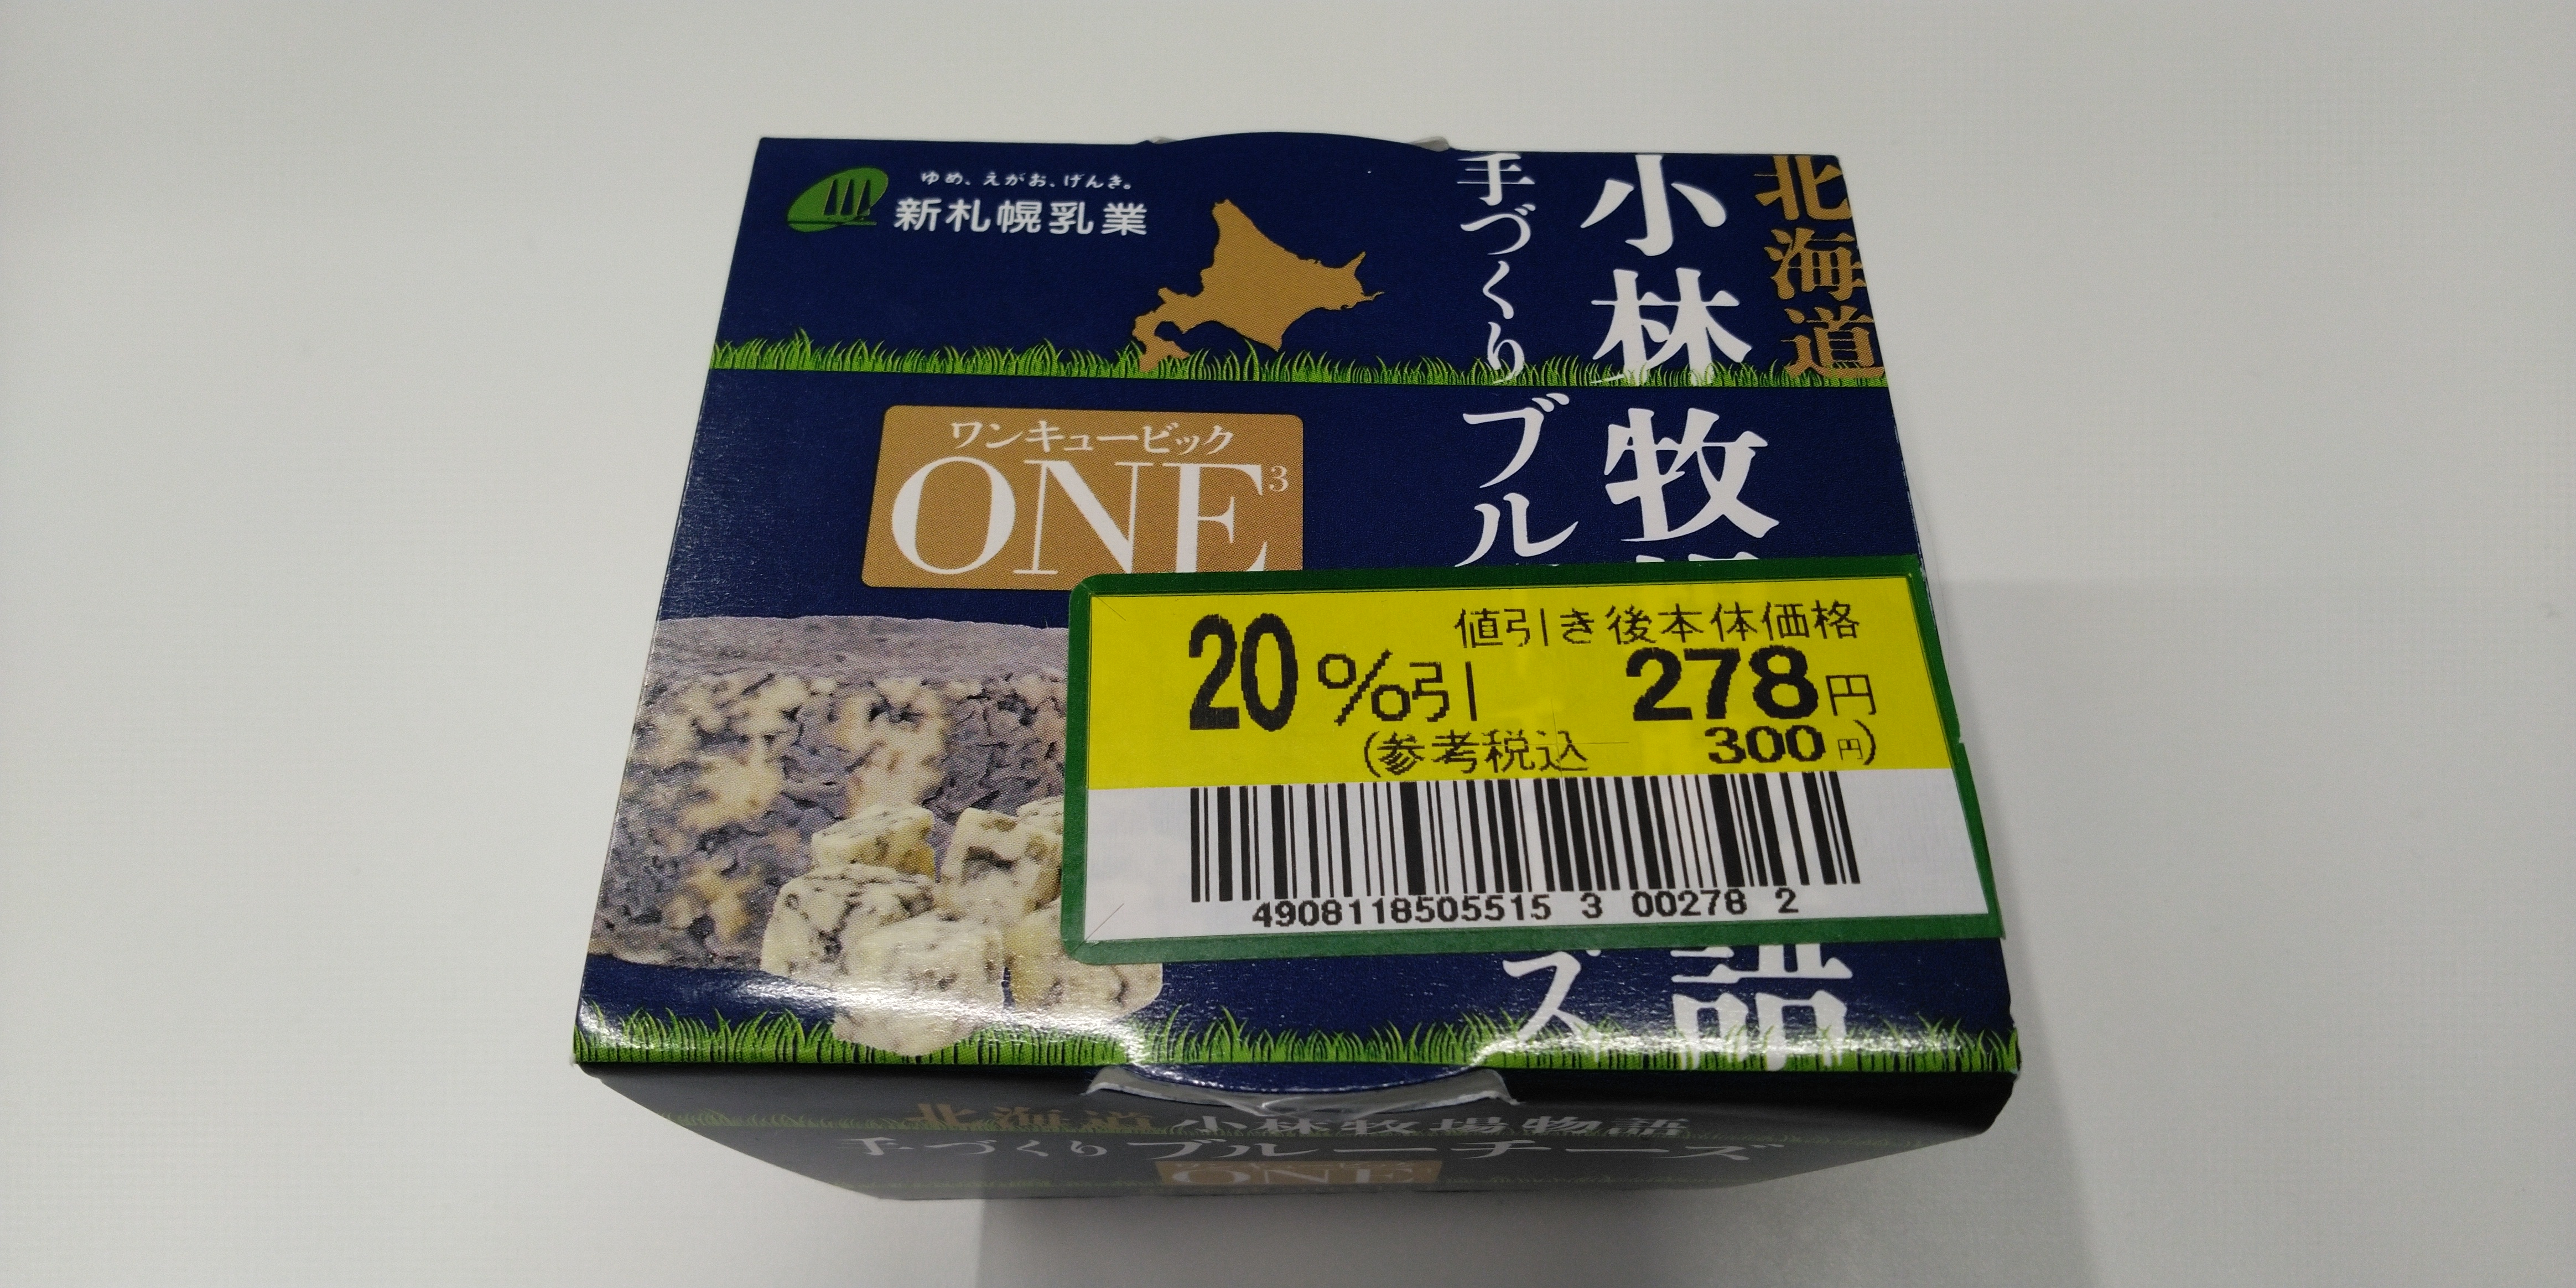 ゆめ、えがお、げんき。
新札幌乳業
北海道
小林牧
手づくりブル
ズ
語
ワンキュービック
ONE³
20%引
値引き後本体価格
278円
(参考税込 300円)
4908118505515 3 00278 2
北海道 小林牧場物語
手づくりブルーチーズ
ONE